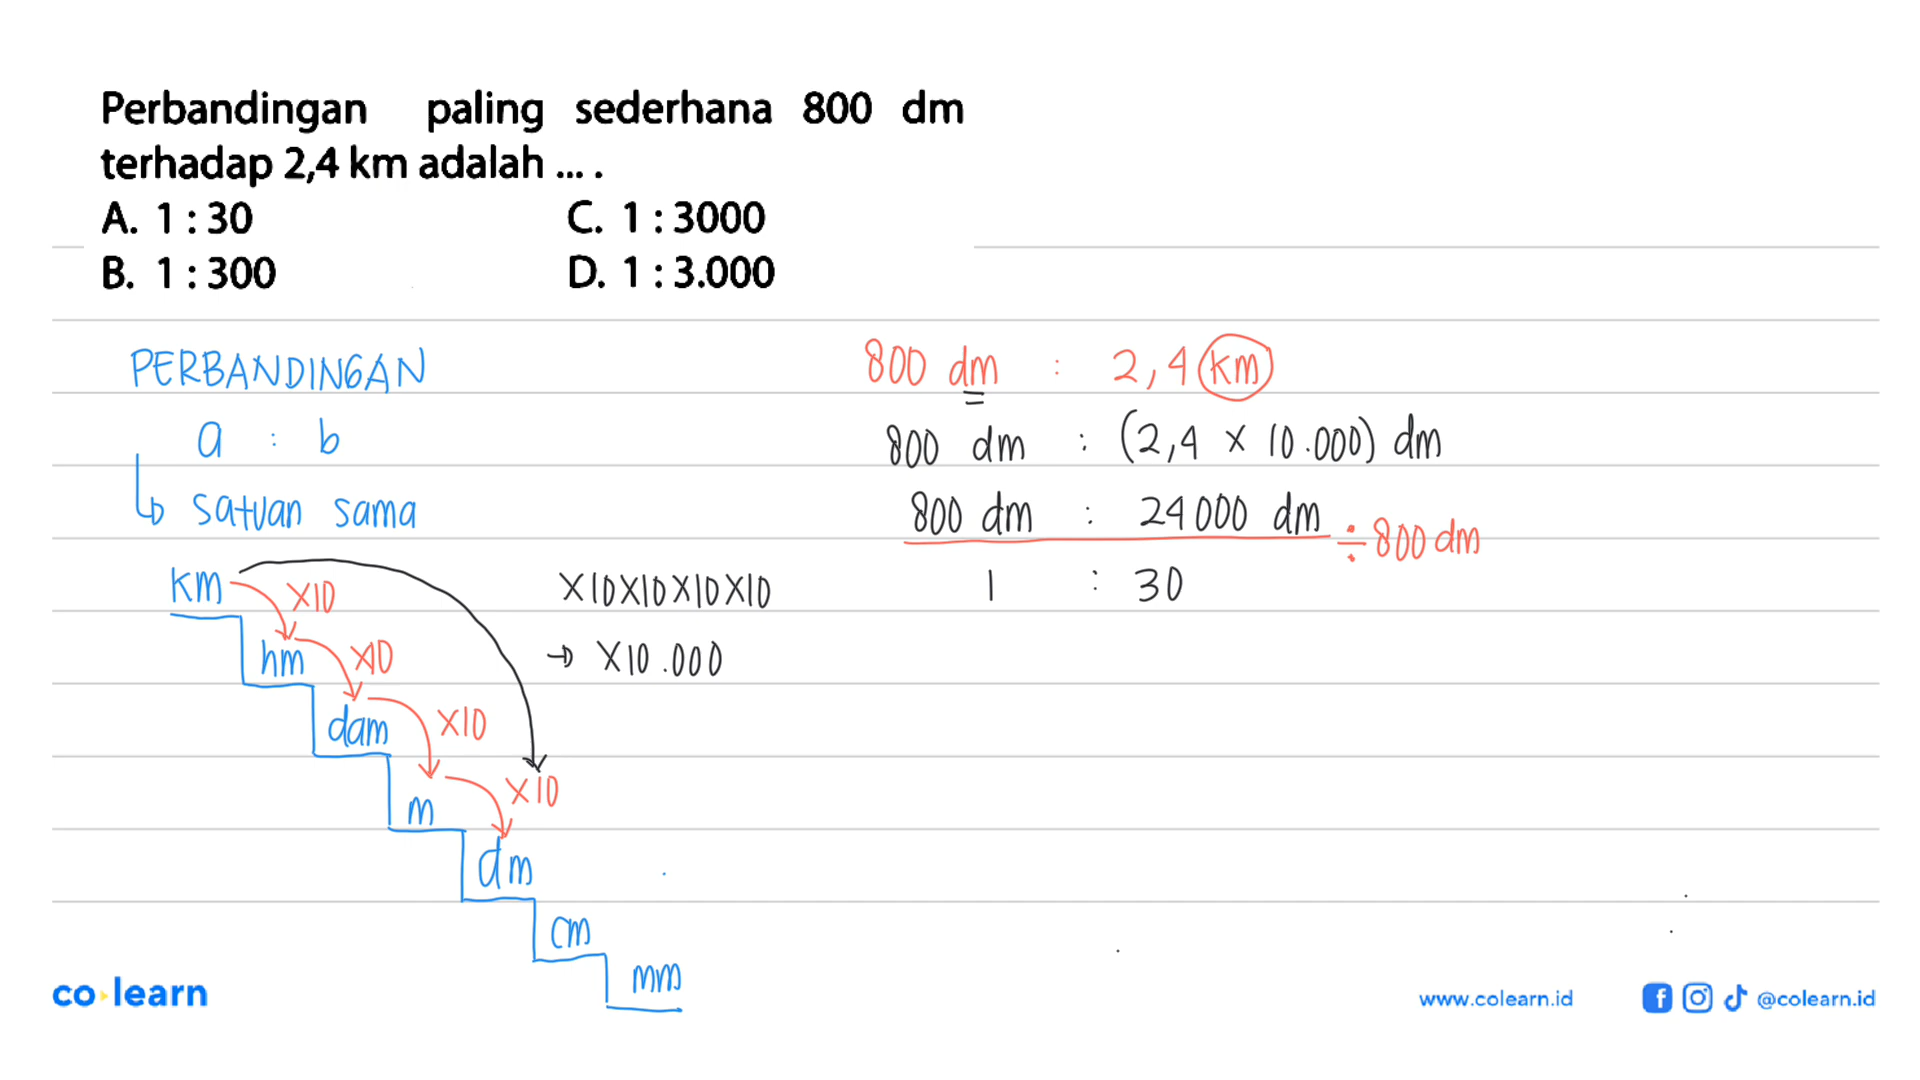 Perbandingan paling sederhana 800 dm
terhadap 2,4 km adalah ... .
A. 1 : 30 C. 1 : 3000
B. 1 : 300 D. 1 : 3.000
PERBANDINGAN
a : b
↳ satuan sama
km ×10
hm ×10
dam ×10
m ×10
dm
cm
mm
×10×10×10×10
→ ×10.000
800 dm : 2,4 km
800 dm : (2,4 × 10.000) dm
800 dm : 24000 dm ÷ 800 dm
1 : 30
co learn
www.colearn.id @colearn.id